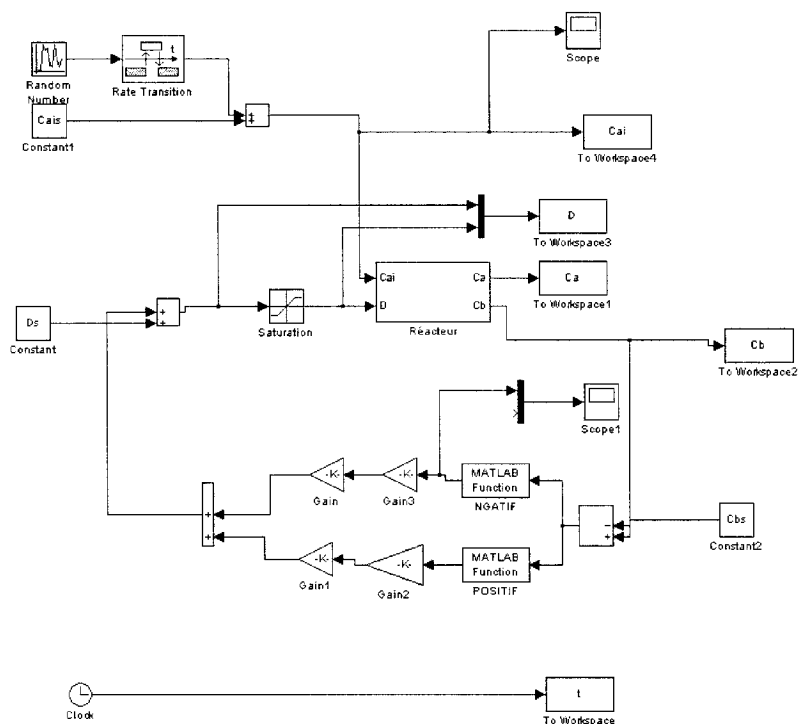 t
Random
Number
Rate Transition
Scope
Cais
Constant1
+
+
Cai
To Workspace4
D
To Workspace3
Cai
Ca
Ca
To Workspace1
D
Cb
Réacteur
Ds
Constant
+
+
Saturation
Cb
To Workspace2
Scope1
-K-
Gain
-K-
Gain3
MATLAB
Function
NGATIF
+
+
-K-
Gain1
-K-
Gain2
MATLAB
Function
POSITIF
−
+
Cbs
Constant2
Clock
t
To Workspace